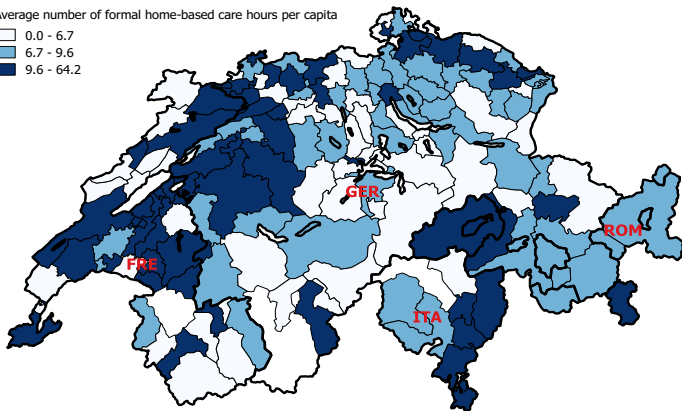 Average number of formal home-based care hours per capita
0.0 - 6.7
6.7 - 9.6
9.6 - 64.2
GER
ROM
FRE
ITA